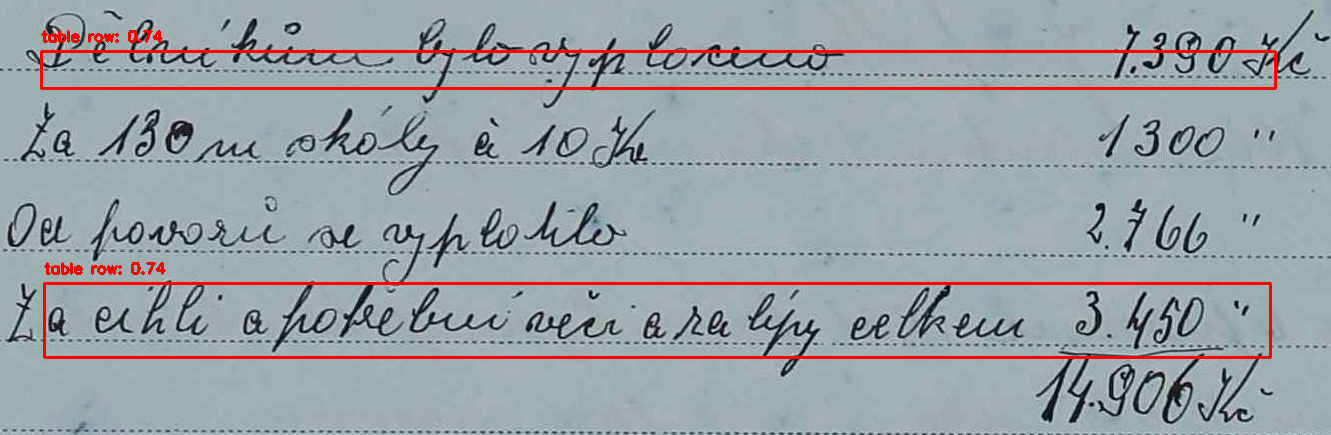 table row: 0.74
Dělníkům bylo vyplaceno 7.390 Kč
Za 130 m skály à 10 Kč
1300 "
Od povozů se vyplatilo 2.766 "
table row: 0.74
Za cihli a potřební věci a za lípy celkem 3.450 "
14.906 Kč